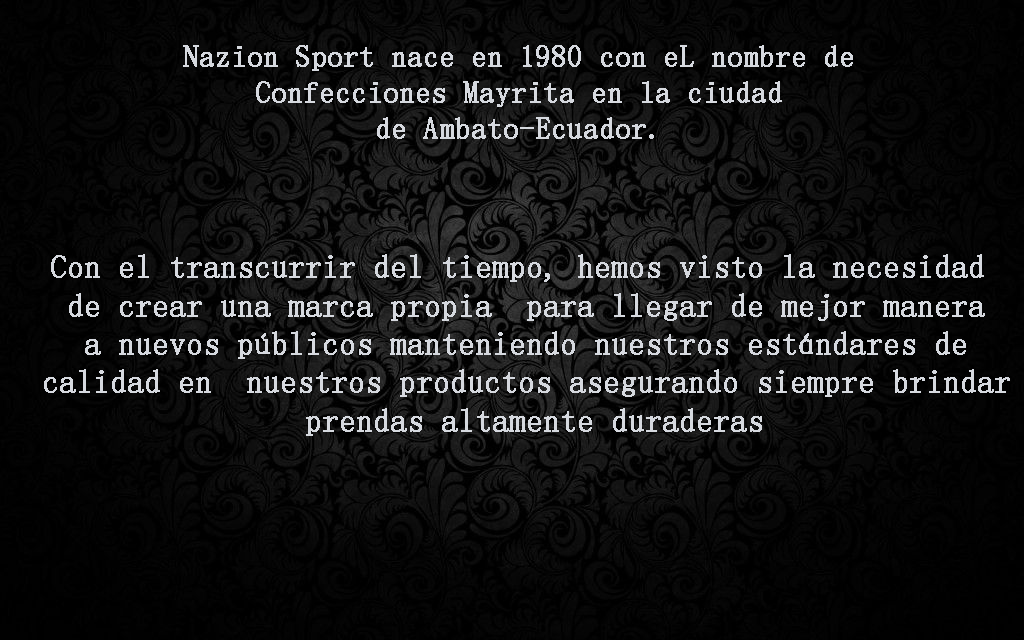 Nazion Sport nace en 1980 con eL nombre de
Confecciones Mayrita en la ciudad
de Ambato-Ecuador.
Con el transcurrir del tiempo, hemos visto la necesidad
de crear una marca propia  para llegar de mejor manera
a nuevos públicos manteniendo nuestros estándares de
calidad en  nuestros productos asegurando siempre brindar
prendas altamente duraderas